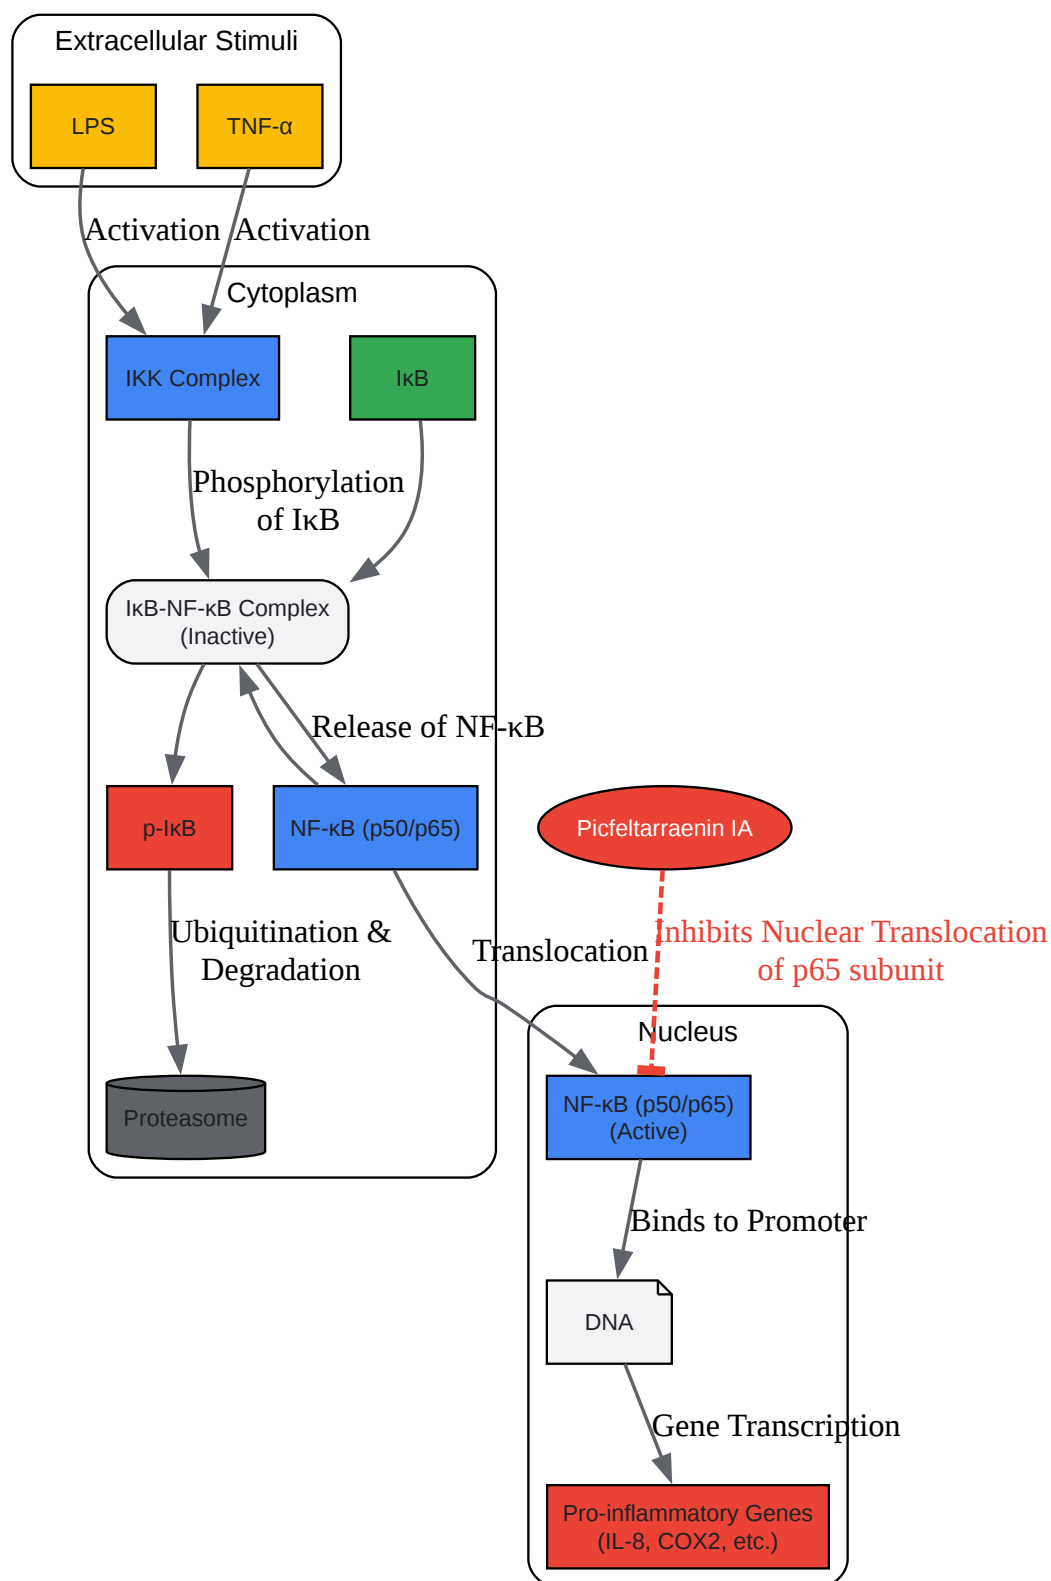 Extracellular Stimuli
LPS
TNF-α
Activation
Activation
Cytoplasm
IKK Complex
IκB
Phosphorylation
of IκB
IκB-NF-κB Complex
(Inactive)
Release of NF-κB
p-IκB
NF-κB (p50/p65)
Picfeltarraenin IA
Ubiquitination &
Degradation
Translocation
Inhibits Nuclear Translocation
of p65 subunit
Nucleus
Proteasome
NF-κB (p50/p65)
(Active)
Binds to Promoter
DNA
Gene Transcription
Pro-inflammatory Genes
(IL-8, COX2, etc.)